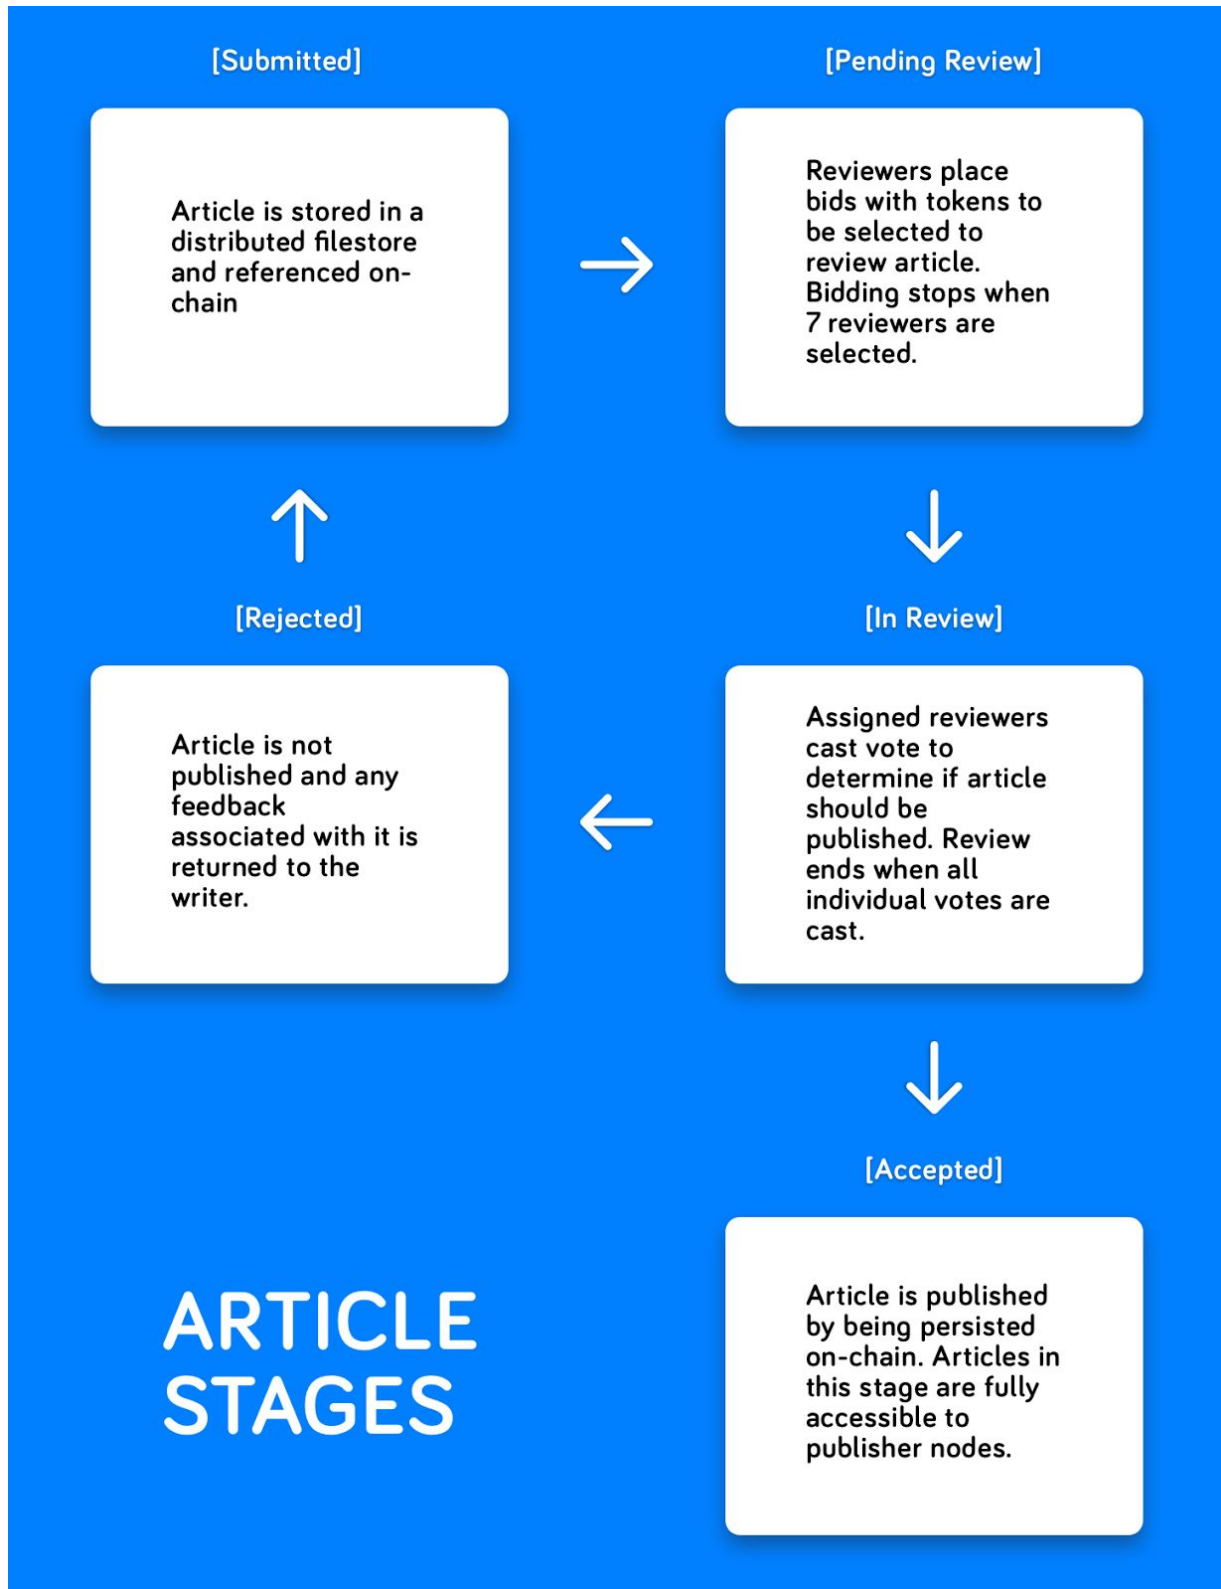 [Submitted]
Article is stored in a
distributed filestore
and referenced on-
chain
[Pending Review]
Reviewers place
bids with tokens to
be selected to
review article.
Bidding stops when
7 reviewers are
selected.
[In Review]
Assigned reviewers
cast vote to
determine if article
should be
published. Review
ends when all
individual votes are
cast.
[Rejected]
Article is not
published and any
feedback
associated with it is
returned to the
writer.
[Accepted]
Article is published
by being persisted
on-chain. Articles in
this stage are fully
accessible to
publisher nodes.
ARTICLE
STAGES